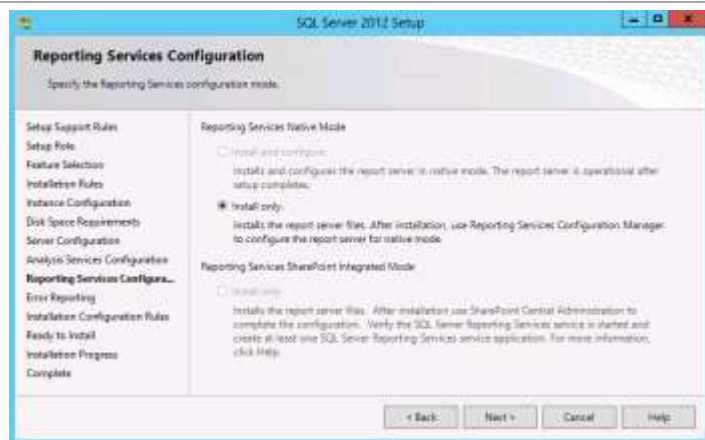 SQL Server 2012 Setup
Reporting Services Configuration
Specify the Reporting Services configuration mode.
Setup Support Rules
Setup Role
Feature Selection
Installation Rules
Instance Configuration
Disk Space Requirements
Server Configuration
Analysis Services Configuration
Reporting Services Configura...
Error Reporting
Installation Configuration Rules
Ready to Install
Installation Progress
Complete
Reporting Services Native Mode
Install and configure.
Installs and configures the report server in native mode. The report server is operational after
setup completes.
Install only.
Installs the report server files. After installation, use Reporting Services Configuration Manager
to configure the report server for native mode.
Reporting Services SharePoint Integrated Mode
Install only.
Installs the report server files. After installation use SharePoint Central Administration to
complete the configuration. Verify the SQL Server Reporting Services service is started and
create at least one SQL Server Reporting Services service application. For more information,
click Help.
< Back
Next >
Cancel
Help